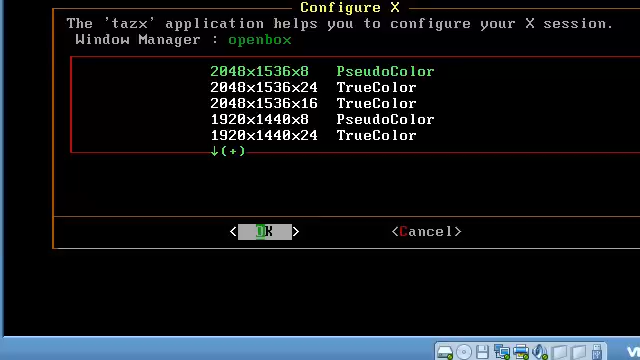 Configure X
The 'tazx' application helps you to configure your X session.
Window Manager : openbox
2048x1536x8 PseudoColor
2048x1536x24 TrueColor
2048x1536x16 TrueColor
1920x1440x8 PseudoColor
1920x1440x24 TrueColor
↓(+)
< OK > <Cancel>